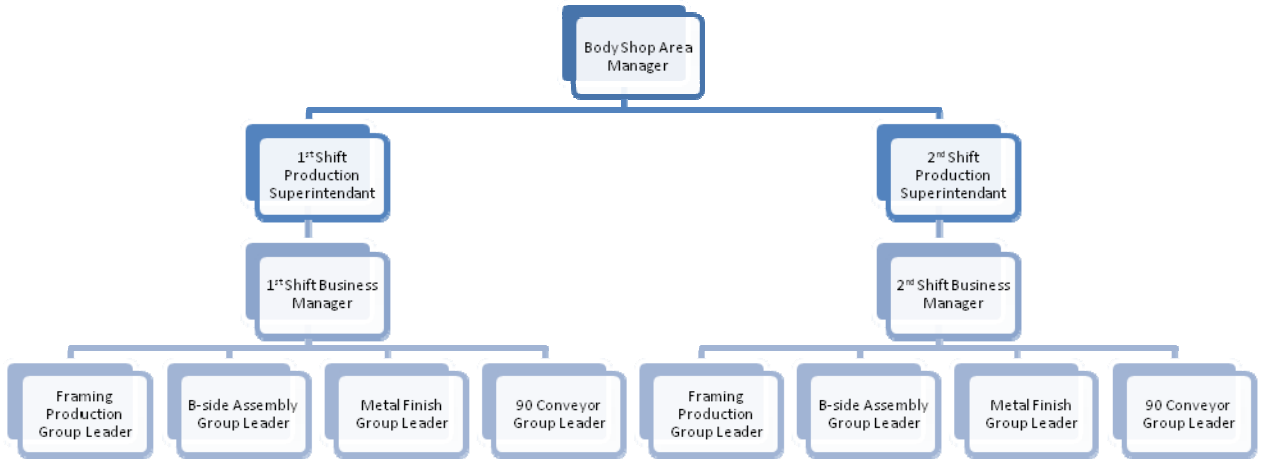 Body Shop Area
Manager
1st Shift
Production
Superintendant
2nd Shift
Production
Superintendant
1st Shift Business
Manager
2nd Shift Business
Manager
Framing
Production
Group Leader
B-side Assembly
Group Leader
Metal Finish
Group Leader
90 Conveyor
Group Leader
Framing
Production
Group Leader
B-side Assembly
Group Leader
Metal Finish
Group Leader
90 Conveyor
Group Leader